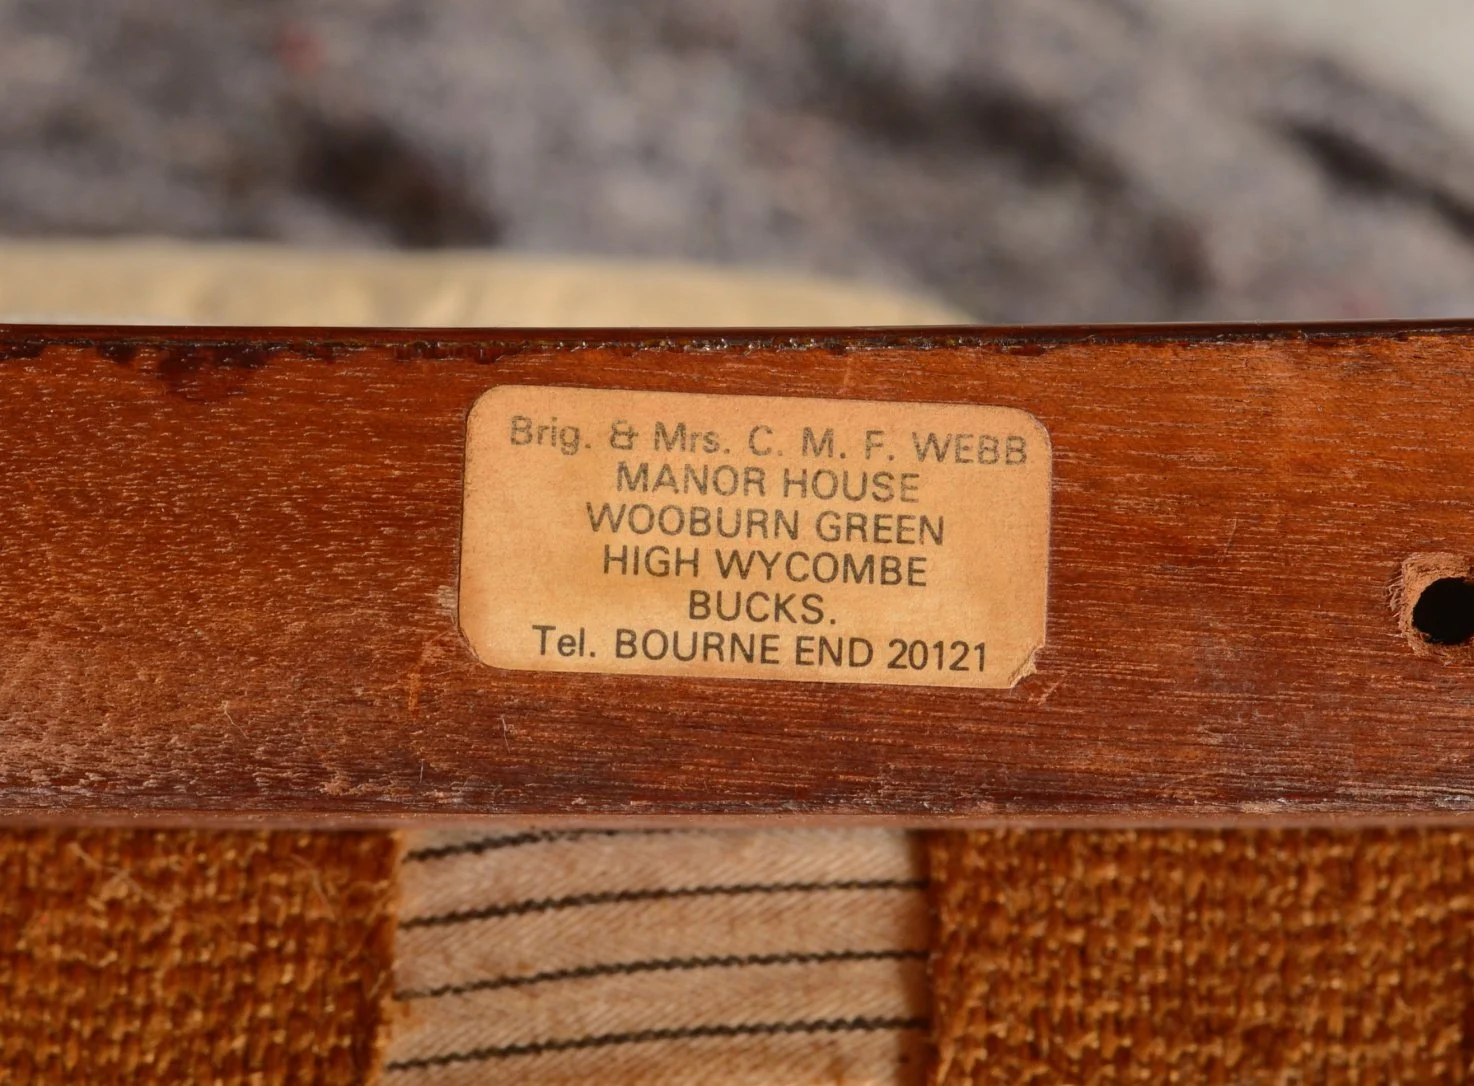 Brig. & Mrs. C. M. F. WEBB
MANOR HOUSE
WOOBURN GREEN
HIGH WYCOMBE
BUCKS.
Tel. BOURNE END 20121